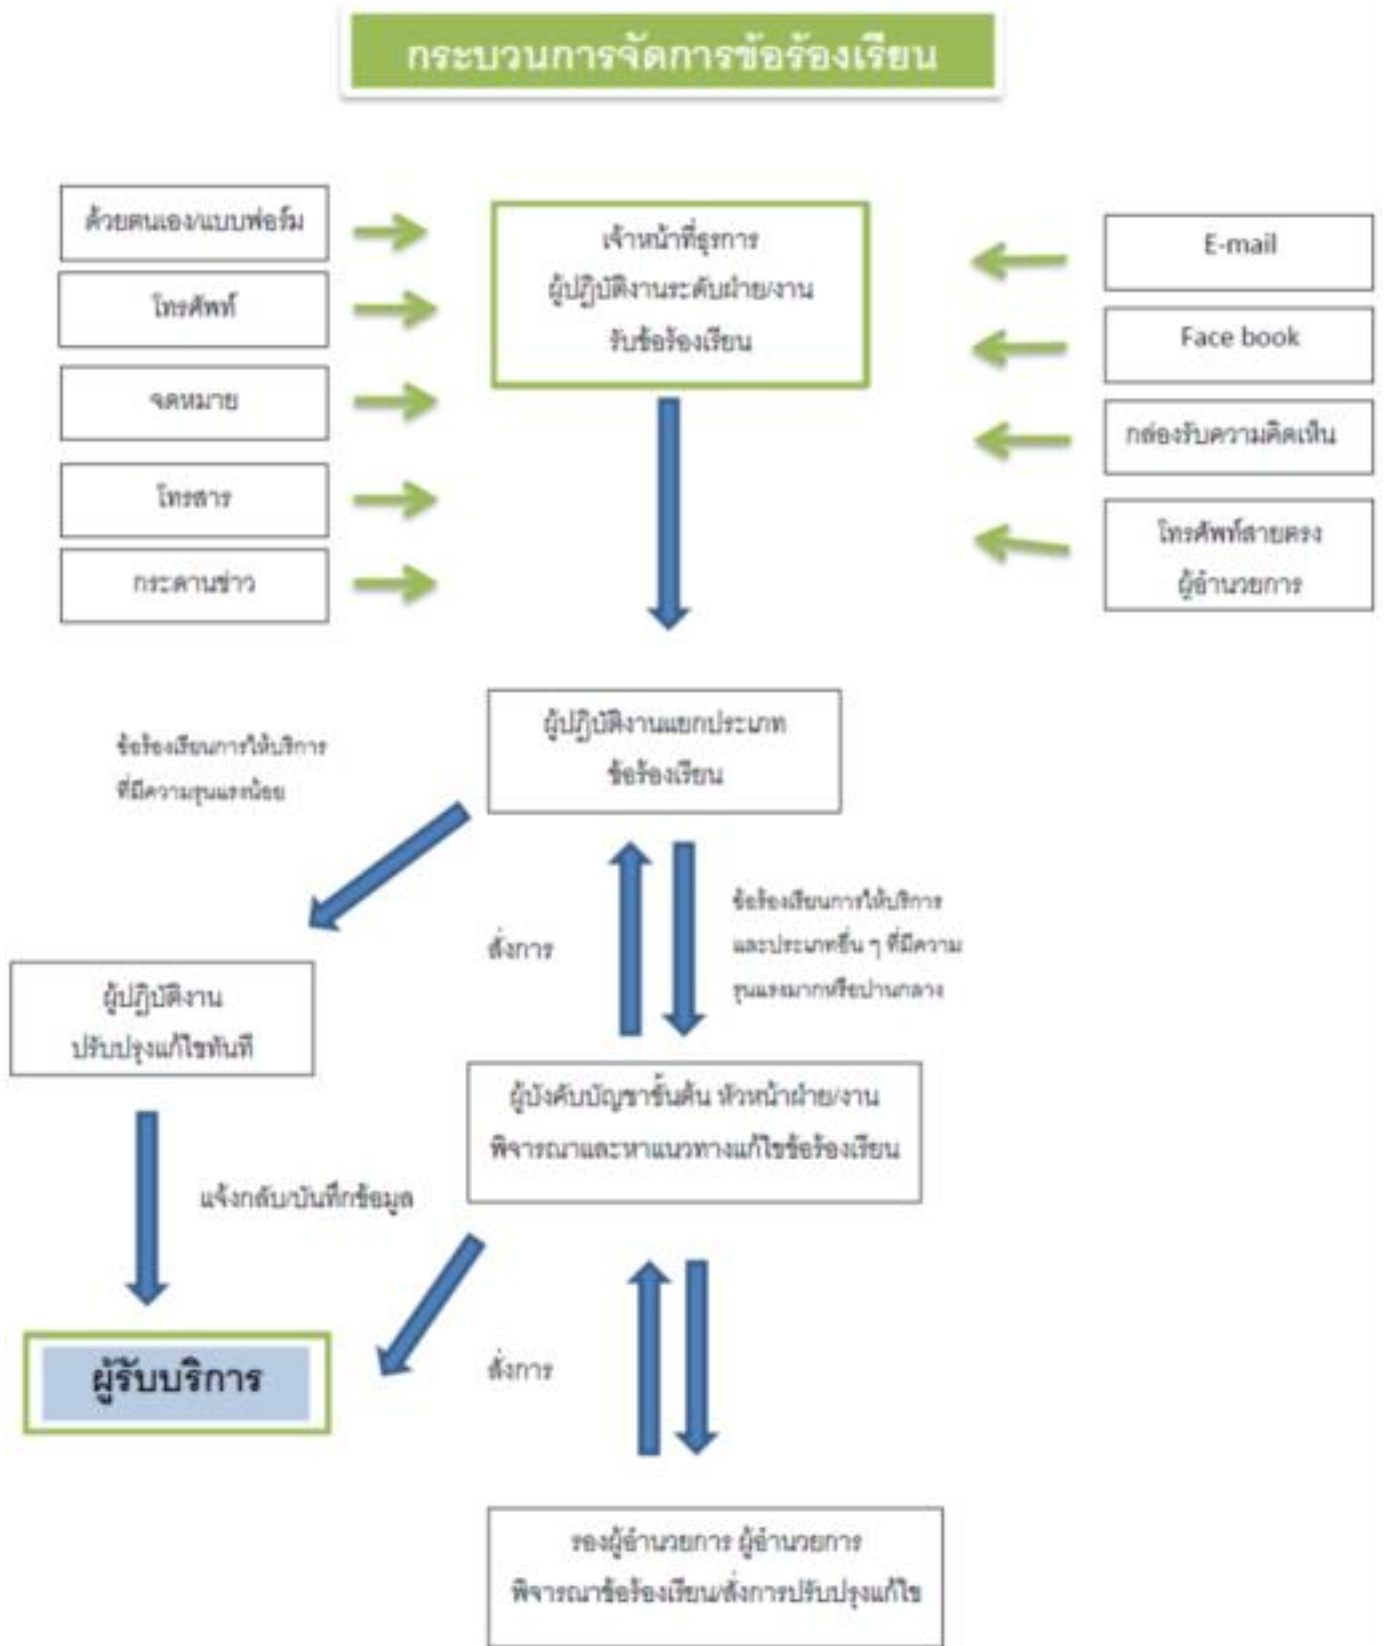 กระบวนการจัดการข้อร้องเรียน
ด้วยตนเอง/แบบฟอร์ม
โทรศัพท์
จดหมาย
โทรสาร
กระดานข่าว
เจ้าหน้าที่ธุรการ
ผู้ปฏิบัติงานระดับฝ่าย/งาน
รับข้อร้องเรียน
E-mail
Face book
กล่องรับความคิดเห็น
โทรศัพท์สายตรง
ผู้อำนวยการ
ผู้ปฏิบัติงานแยกประเภท
ข้อร้องเรียน
ข้อร้องเรียนการให้บริการ
ที่มีความรุนแรงน้อย
สั่งการ
ข้อร้องเรียนการให้บริการ
และประเภทอื่น ๆ ที่มีความ
รุนแรงมากหรือปานกลาง
ผู้ปฏิบัติงาน
ปรับปรุงแก้ไขทันที
ผู้บังคับบัญชาชั้นต้น หัวหน้าฝ่าย/งาน
พิจารณาและหาแนวทางแก้ไขข้อร้องเรียน
แจ้งกลับ/บันทึกข้อมูล
ผู้รับบริการ
สั่งการ
รองผู้อำนวยการ ผู้อำนวยการ
พิจารณาข้อร้องเรียน/สั่งการปรับปรุงแก้ไข